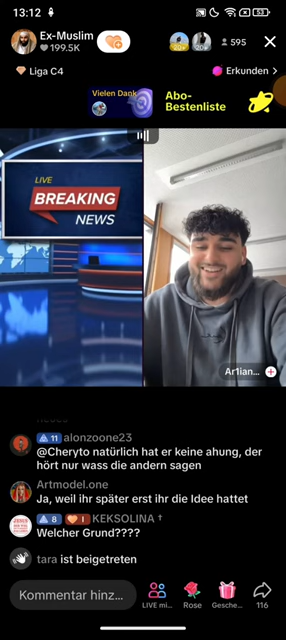 13:12
53
Ex-Muslim
199.5K
595
Liga C4
Erkunden >
Vielen Dank
Abo-
Bestenliste
LIVE
BREAKING
NEWS
Ar1ian...
11 alonzoone23
@Cheryto natürlich hat er keine ahung, der
hört nur wass die andern sagen
Artmodel.one
Ja, weil ihr später erst ihr die Idee hattet
8 1 KEKSOLINA †
Welcher Grund????
tara ist beigetreten
Kommentar hinz...
LIVE mi...
Rose
Gesche...
116